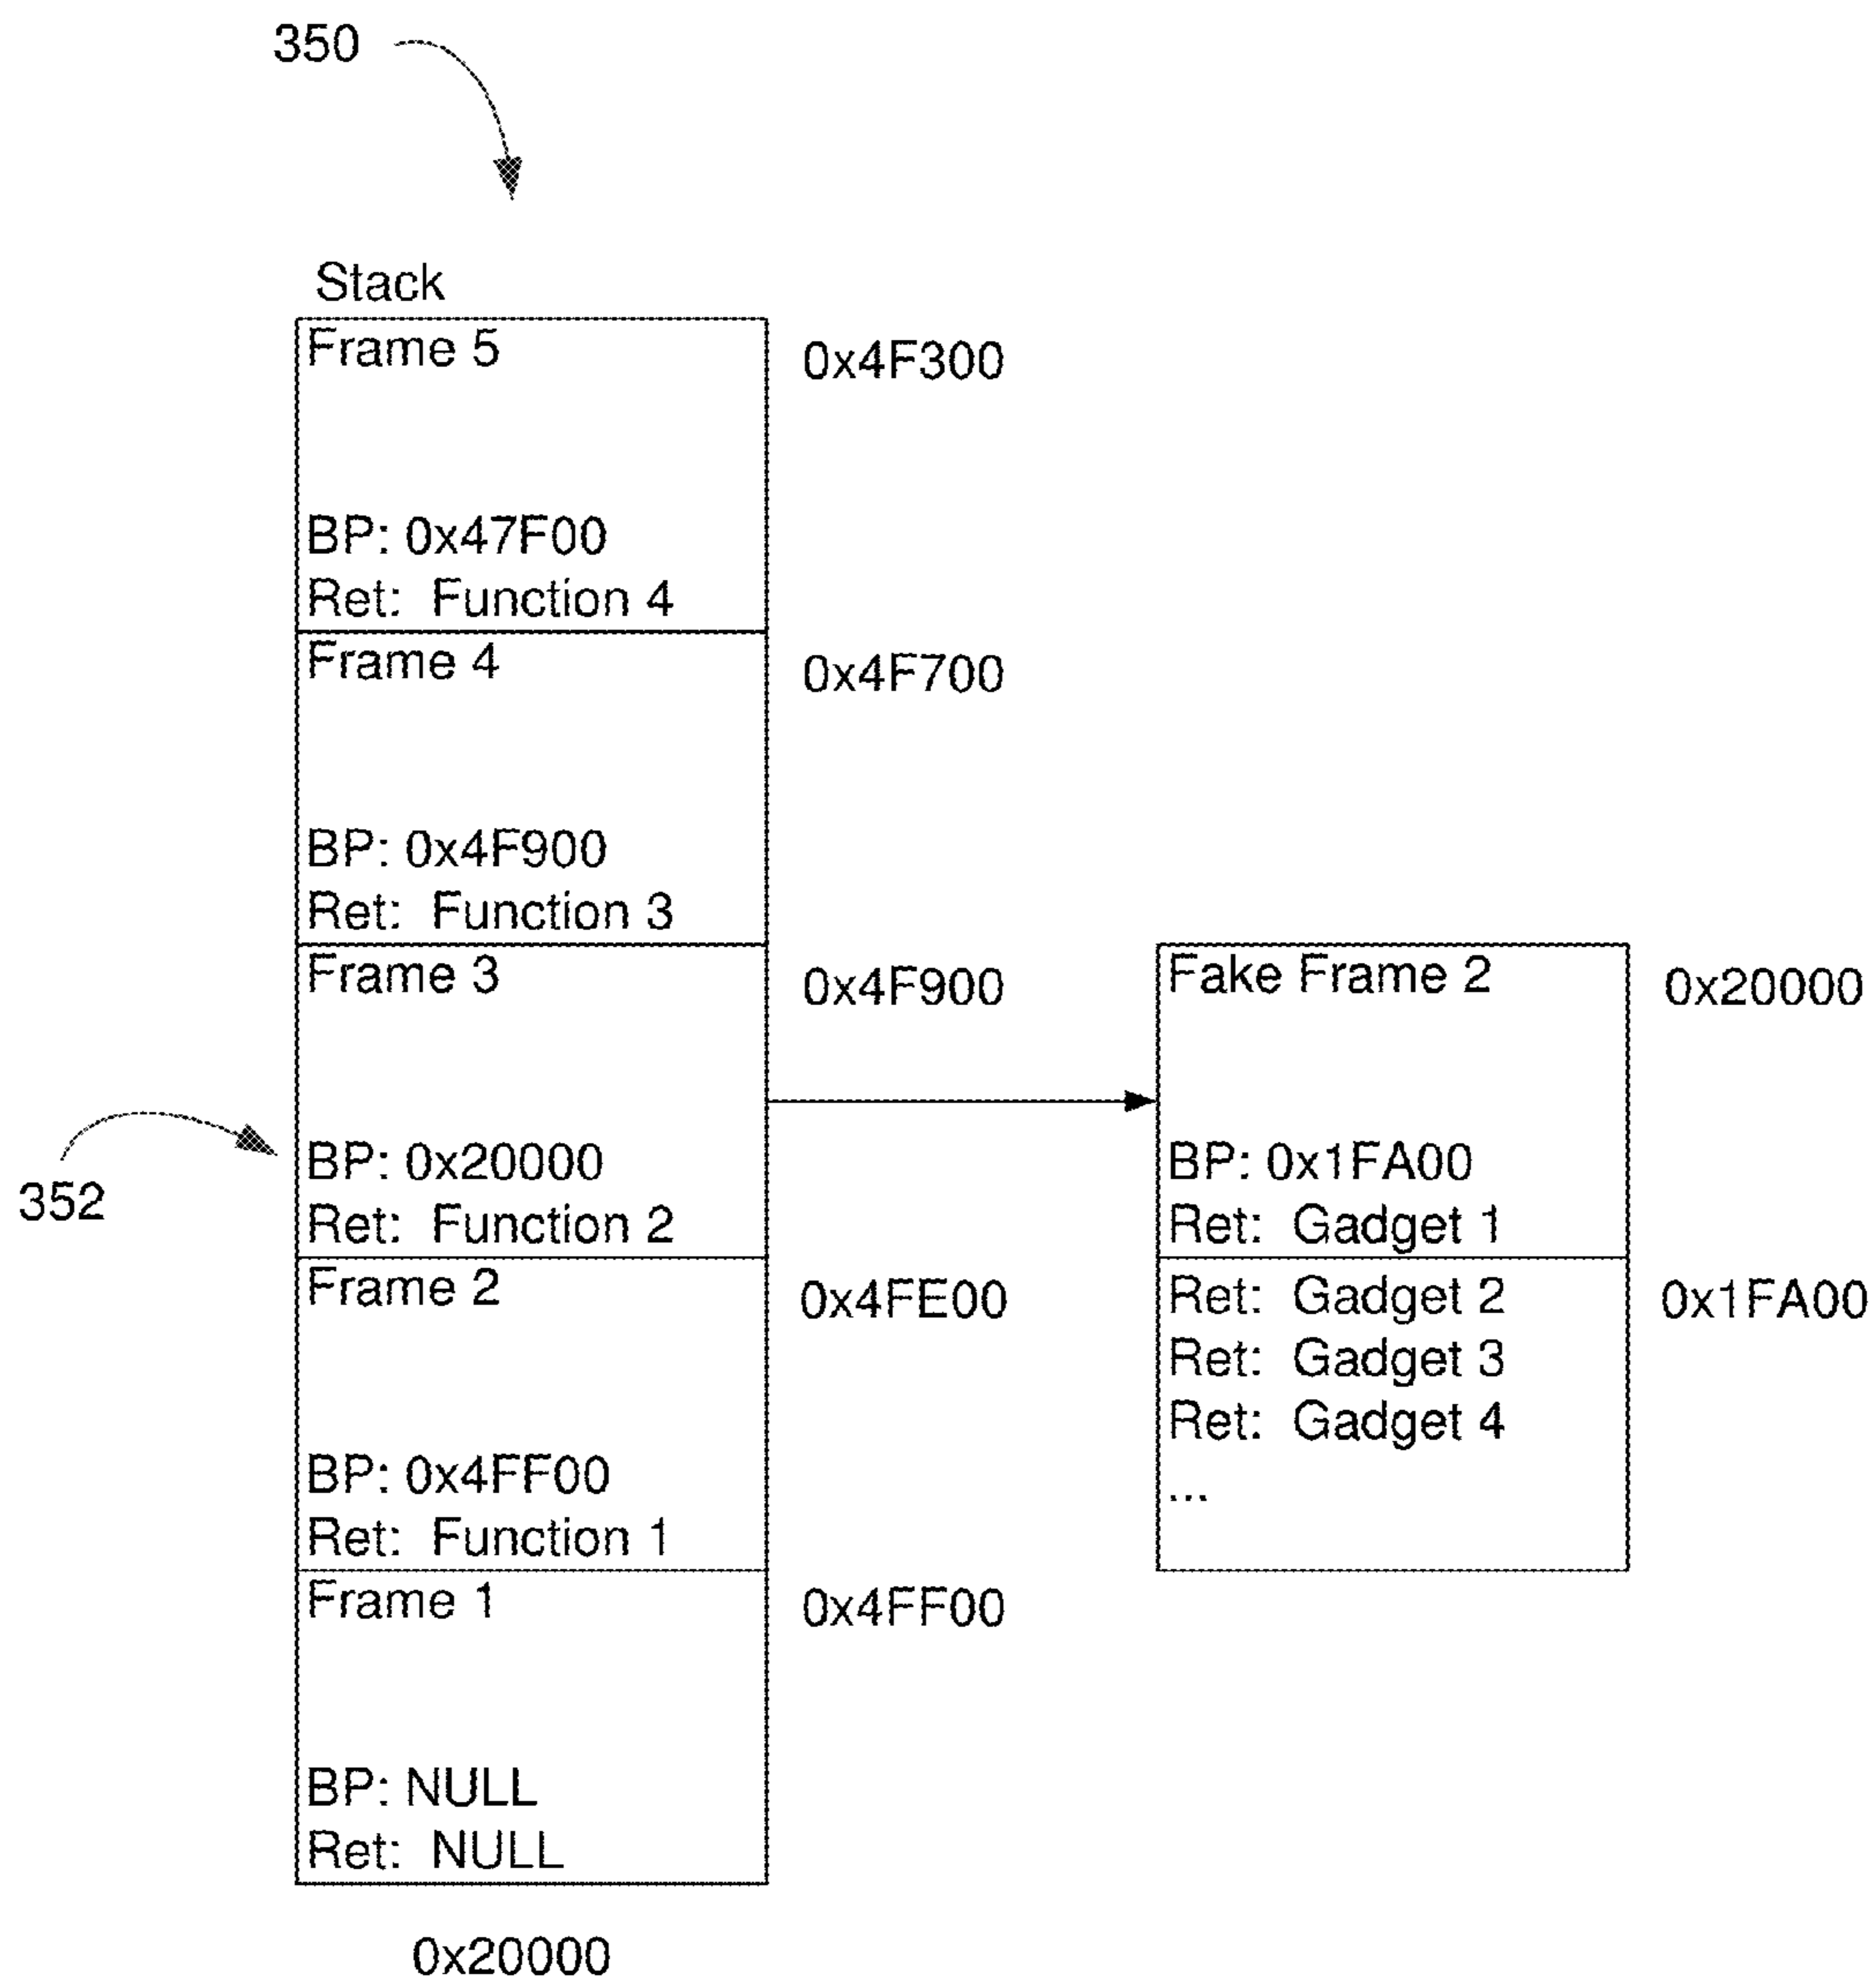 350
Stack
Frame 5
0x4F300
BP: 0x47F00
Ret: Function 4
Frame 4
0x4F700
BP: 0x4F900
Ret: Function 3
Frame 3
0x4F900
BP: 0x20000
Ret: Function 2
352
Frame 2
0x4FE00
BP: 0x4FF00
Ret: Function 1
Frame 1
0x4FF00
BP: NULL
Ret: NULL
0x20000
Fake Frame 2
0x20000
BP: 0x1FA00
Ret: Gadget 1
Ret: Gadget 2
0x1FA00
Ret: Gadget 3
Ret: Gadget 4
...